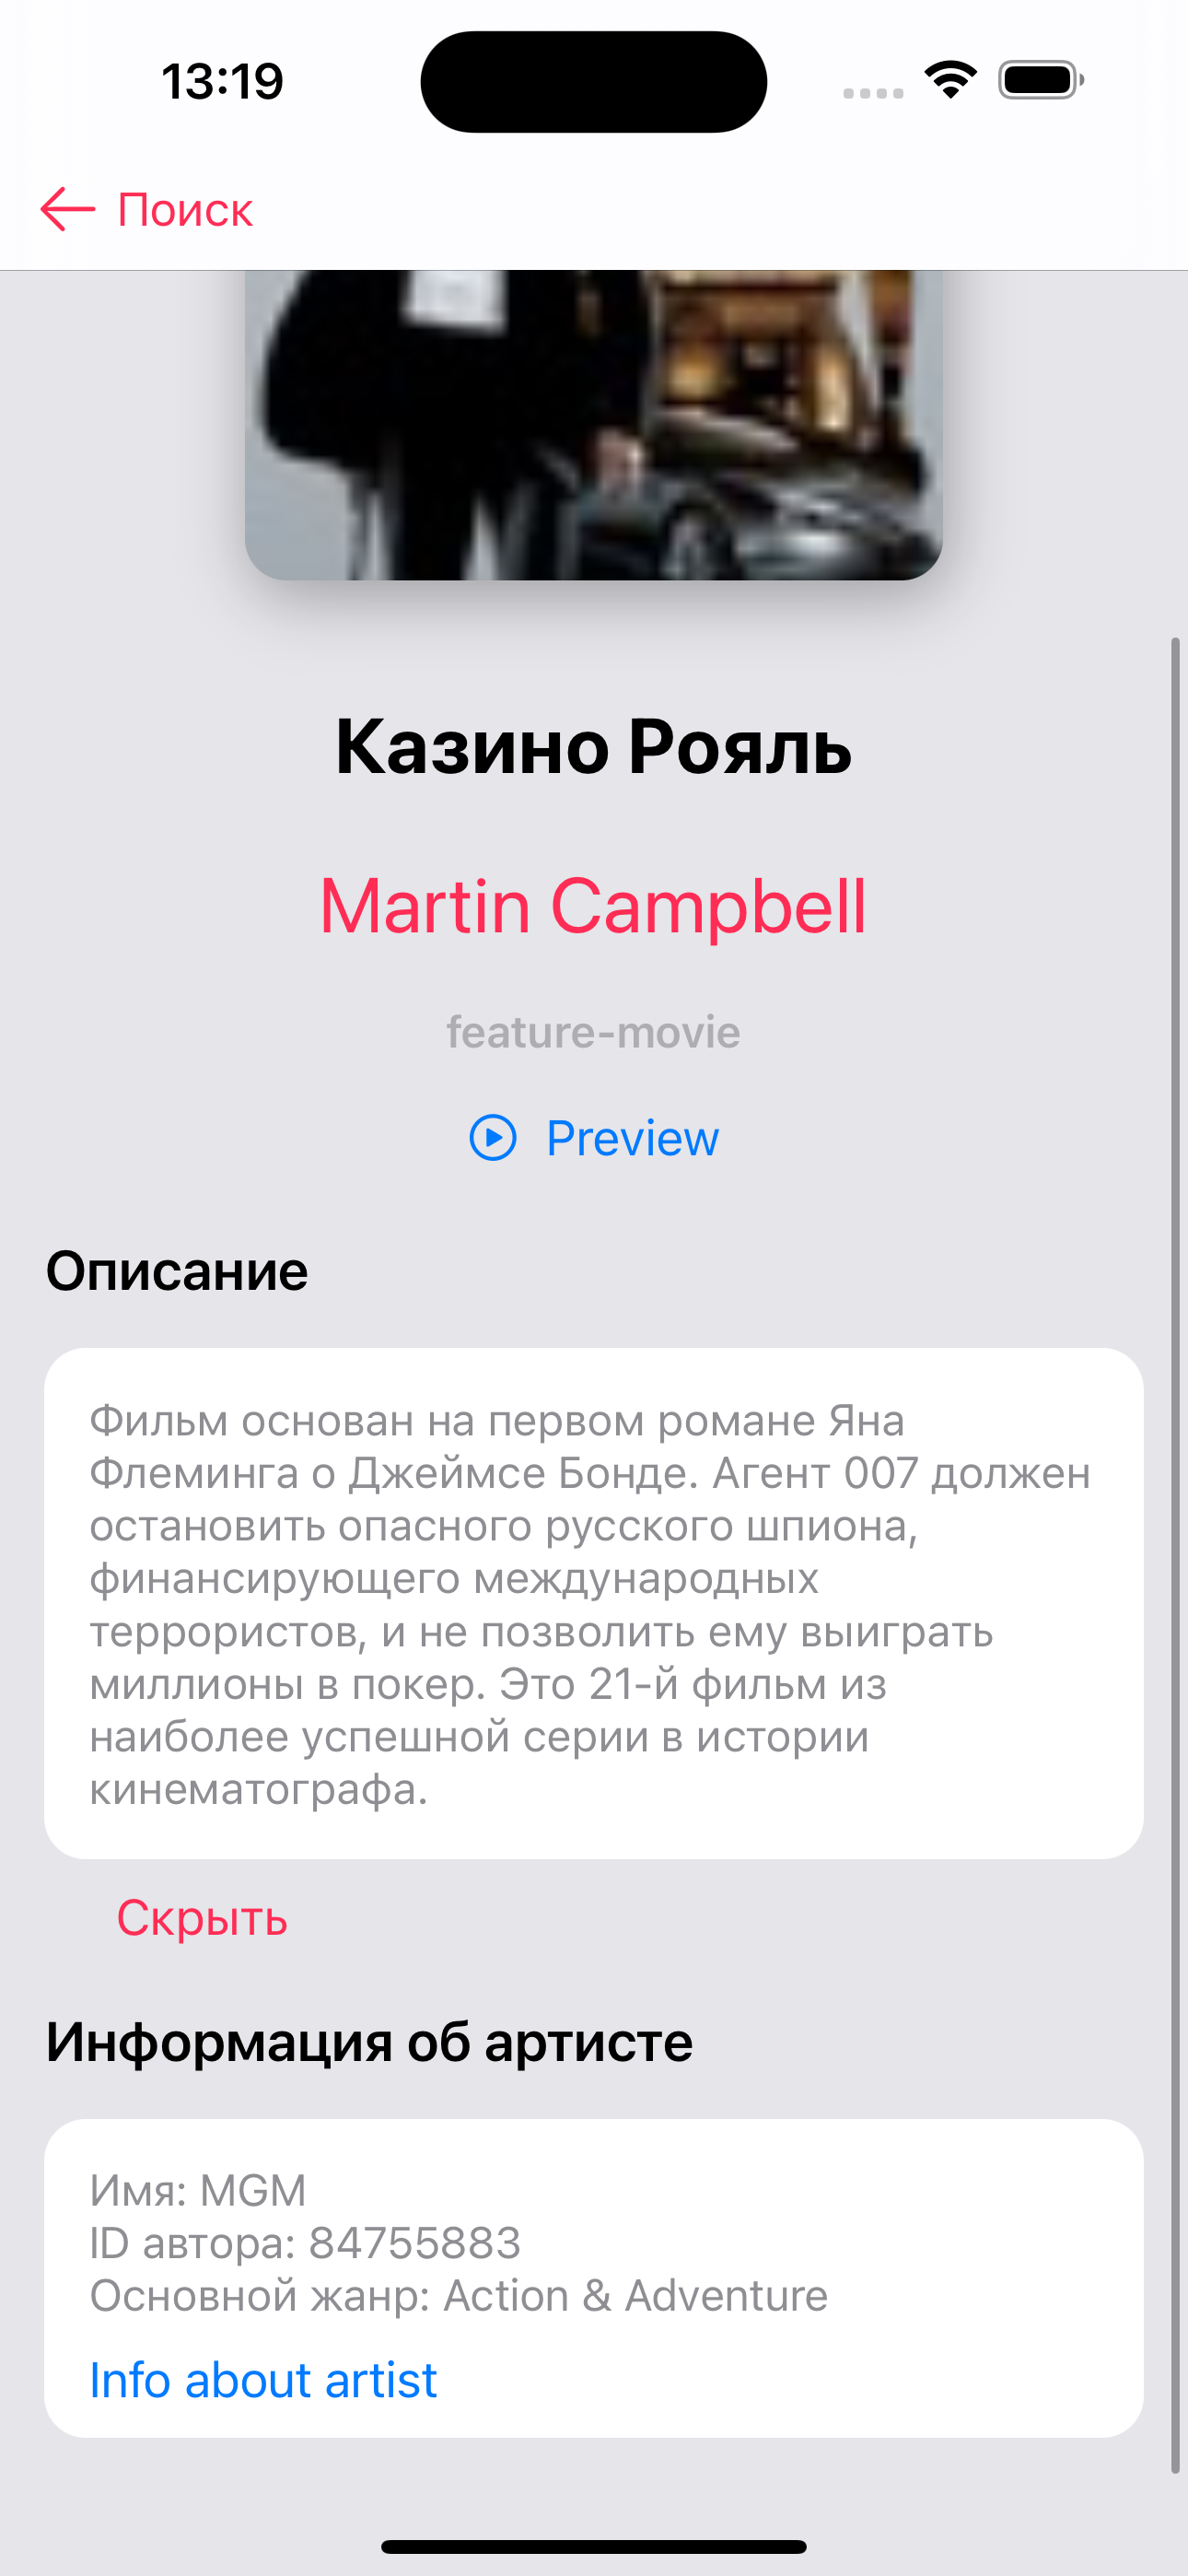 13:19
Поиск
Казино Рояль
Martin Campbell
feature-movie
Preview
Описание
Фильм основан на первом романе Яна
Флеминга о Джеймсе Бонде. Агент 007 должен
остановить опасного русского шпиона,
финансирующего международных
террористов, и не позволить ему выиграть
миллионы в покер. Это 21-й фильм из
наиболее успешной серии в истории
кинематографа.
Скрыть
Информация об артисте
Имя: MGM
ID автора: 84755883
Основной жанр: Action & Adventure
Info about artist